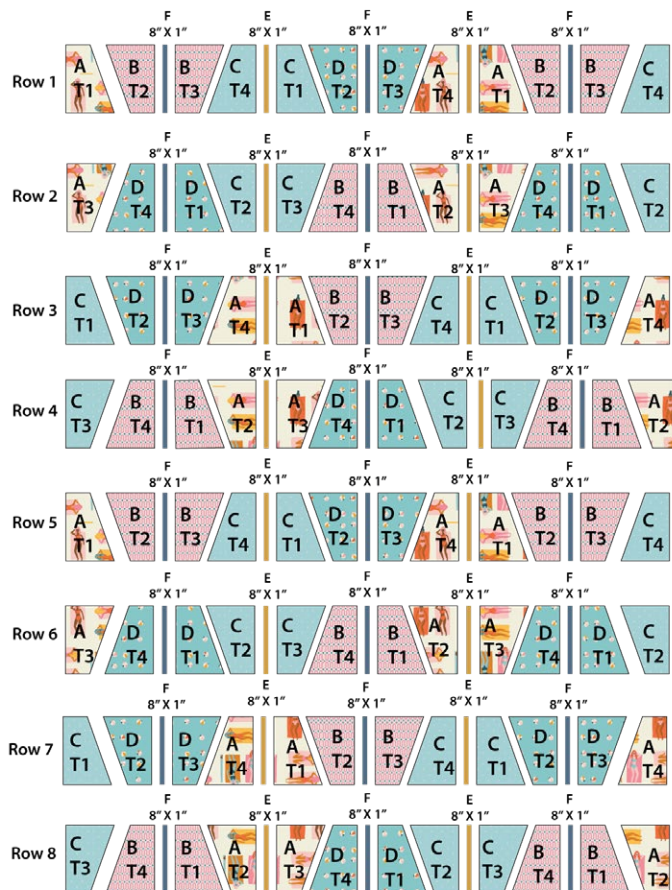 F E F E F
8” X 1” 8” X 1” 8” X 1” 8” X 1” 8” X 1”
A B B C C D D A A B B C
Row 1
T1 T2 T3 T4 T1 T2 T3 T4 T1 T2 T3 T4
F E F E F
8” X 1” 8” X 1” 8” X 1” 8” X 1” 8” X 1”
A D D C C B B A A D D C
Row 2
T3 T4 T1 T2 T3 T4 T1 T2 T3 T4 T1 T2
F E F E F
8” X 1” 8” X 1” 8” X 1” 8” X 1” 8” X 1”
C D D A A B B C C D D A
Row 3
T1 T2 T3 T4 T1 T2 T3 T4 T1 T2 T3 T4
F E F E F
8” X 1” 8” X 1” 8” X 1” 8” X 1” 8” X 1”
C B B A A D D C C B B A
Row 4
T3 T4 T1 T2 T3 T4 T1 T2 T3 T4 T1 T2
F E F E F
8” X 1” 8” X 1” 8” X 1” 8” X 1” 8” X 1”
A B B C C D D A A B B C
Row 5
T1 T2 T3 T4 T1 T2 T3 T4 T1 T2 T3 T4
F E F E F
8” X 1” 8” X 1” 8” X 1” 8” X 1” 8” X 1”
A D D C C B B A A D D C
Row 6
T3 T4 T1 T2 T3 T4 T1 T2 T3 T4 T1 T2
F E F E F
8” X 1” 8” X 1” 8” X 1” 8” X 1” 8” X 1”
C D D A A B B C C D D A
Row 7
T1 T2 T3 T4 T1 T2 T3 T4 T1 T2 T3 T4
F E F E F
8” X 1” 8” X 1” 8” X 1” 8” X 1” 8” X 1”
C B B A A D D C C B B A
Row 8
T3 T4 T1 T2 T3 T4 T1 T2 T3 T4 T1 T2